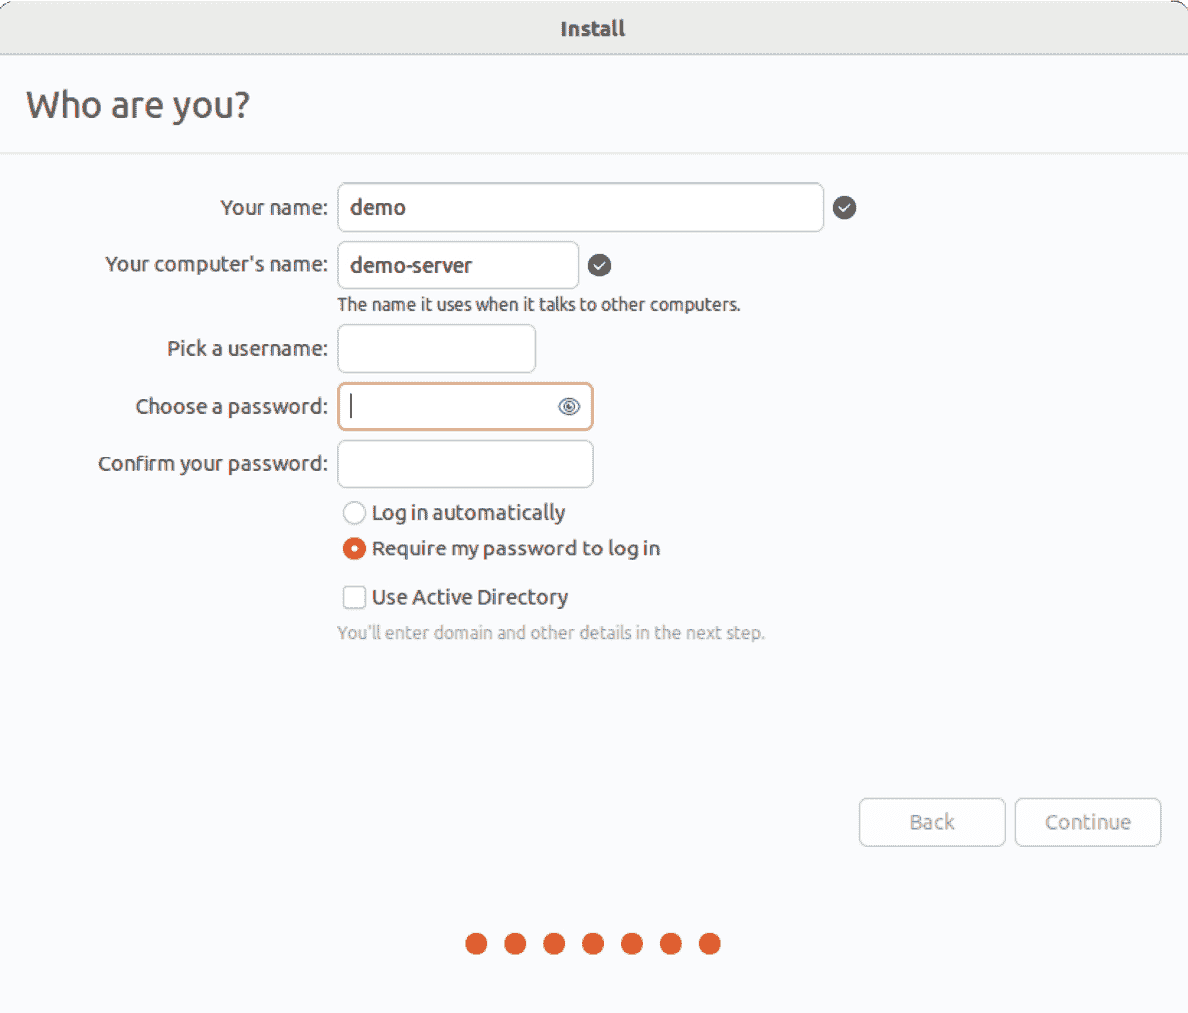 Install
Who are you?
Your name: demo
Your computer's name: demo-server
The name it uses when it talks to other computers.
Pick a username:
Choose a password:
Confirm your password:
Log in automatically
Require my password to log in
Use Active Directory
You'll enter domain and other details in the next step.
Back Continue